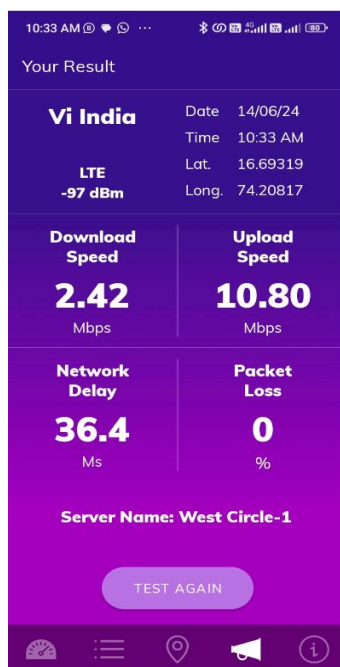 10:33 AM
4G
80
Your Result
Vi India
LTE
-97 dBm
Date 14/06/24
Time 10:33 AM
Lat. 16.69319
Long. 74.20817
Download
Speed
2.42
Mbps
Upload
Speed
10.80
Mbps
Network
Delay
36.4
Ms
Packet
Loss
0
%
Server Name: West Circle-1
TEST AGAIN